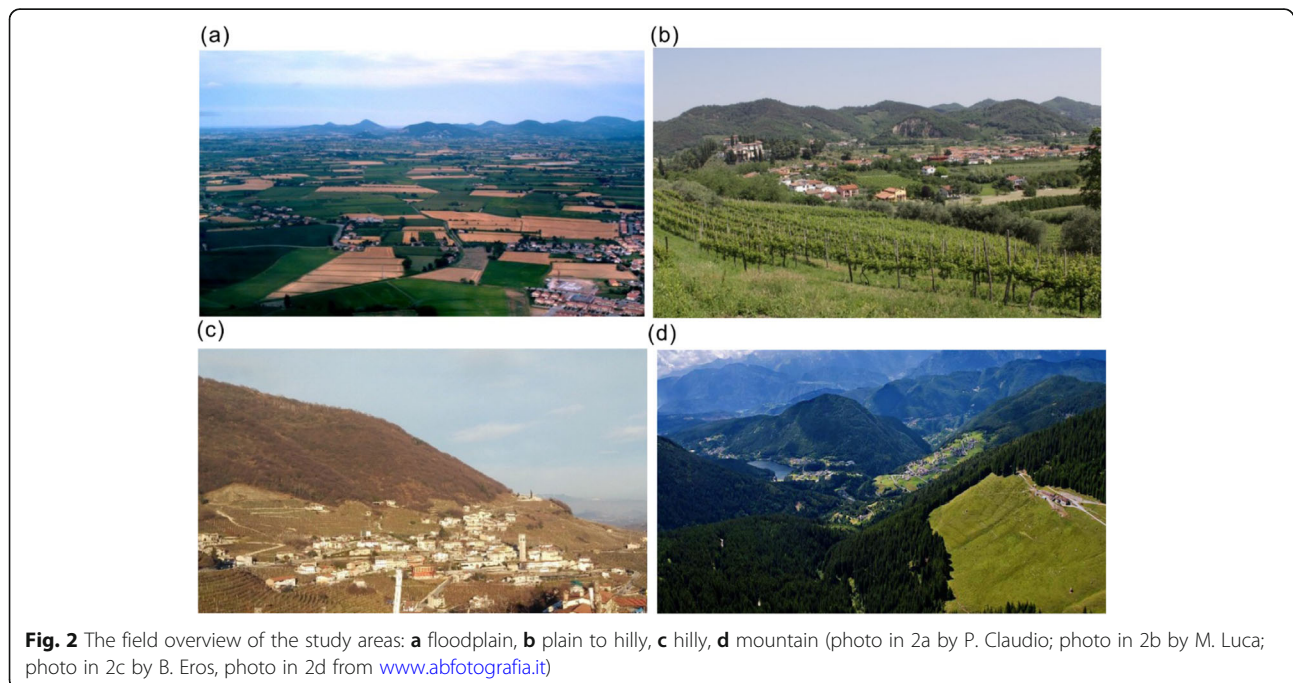 (a)
(b)
(c)
(d)
Fig. 2 The field overview of the study areas: a floodplain, b plain to hilly, c hilly, d mountain (photo in 2a by P. Claudio; photo in 2b by M. Luca;
photo in 2c by B. Eros, photo in 2d from www.abfotografia.it)